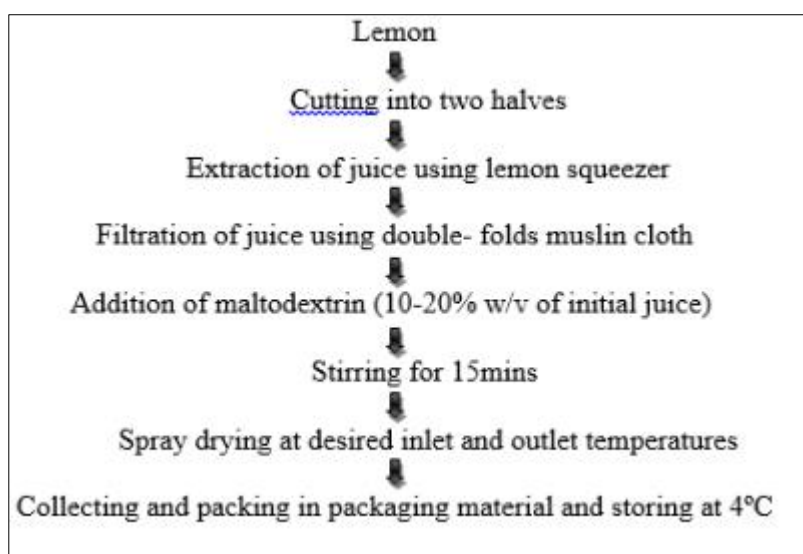 Lemon
Cutting into two halves
Extraction of juice using lemon squeezer
Filtration of juice using double- folds muslin cloth
Addition of maltodextrin (10-20% w/v of initial juice)
Stirring for 15mins
Spray drying at desired inlet and outlet temperatures
Collecting and packing in packaging material and storing at 4°C